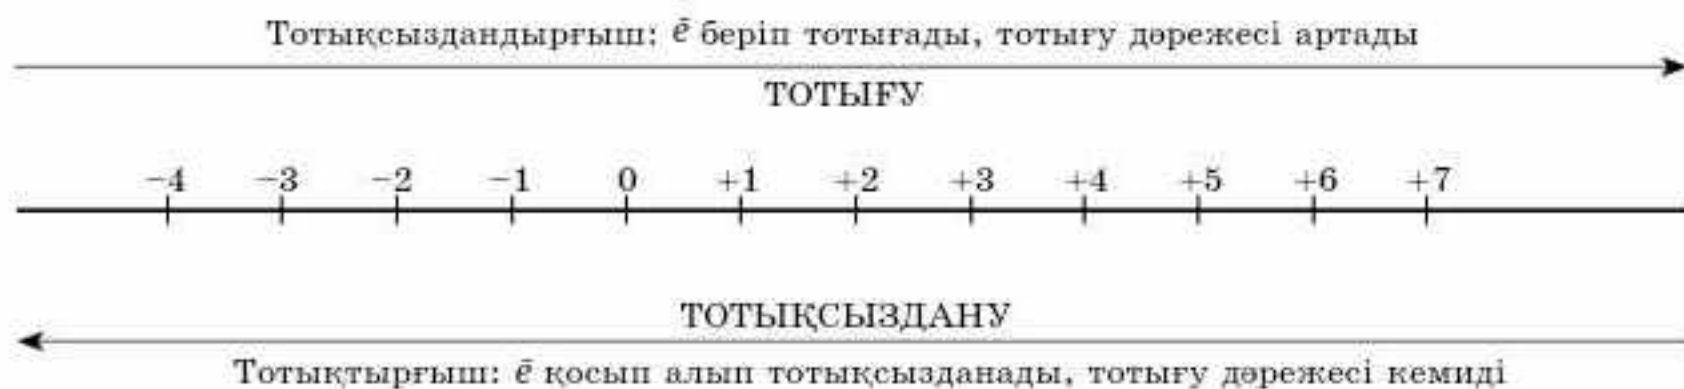 Тотықсыздандырғыш: ē беріп тотығады, тотығу дәрежесі артады
ТОТЫҒУ
−4 −3 −2 −1 0 +1 +2 +3 +4 +5 +6 +7
ТОТЫҚСЫЗДАНУ
Тотықтырғыш: ē қосып алып тотықсызданады, тотығу дәрежесі кемиді